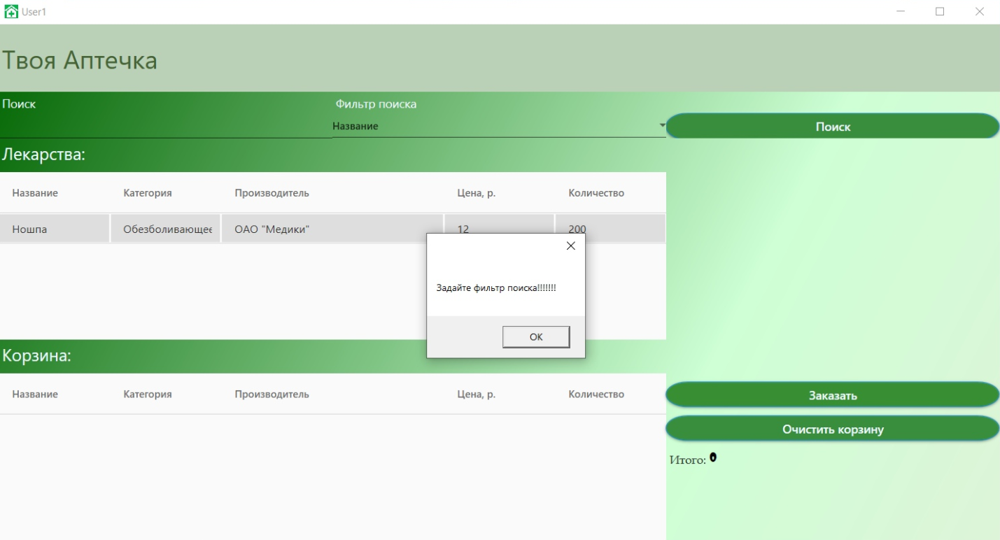 User1
Твоя Аптечка
Поиск
Фильтр поиска
Название
Поиск
Лекарства:
Название Категория Производитель Цена, р. Количество
Ношпа Обезболивающее ОАО "Медики" 12 200
Задайте фильтр поиска!!!!!!!
OK
Корзина:
Название Категория Производитель Цена, р. Количество
Заказать
Очистить корзину
Итого: 0